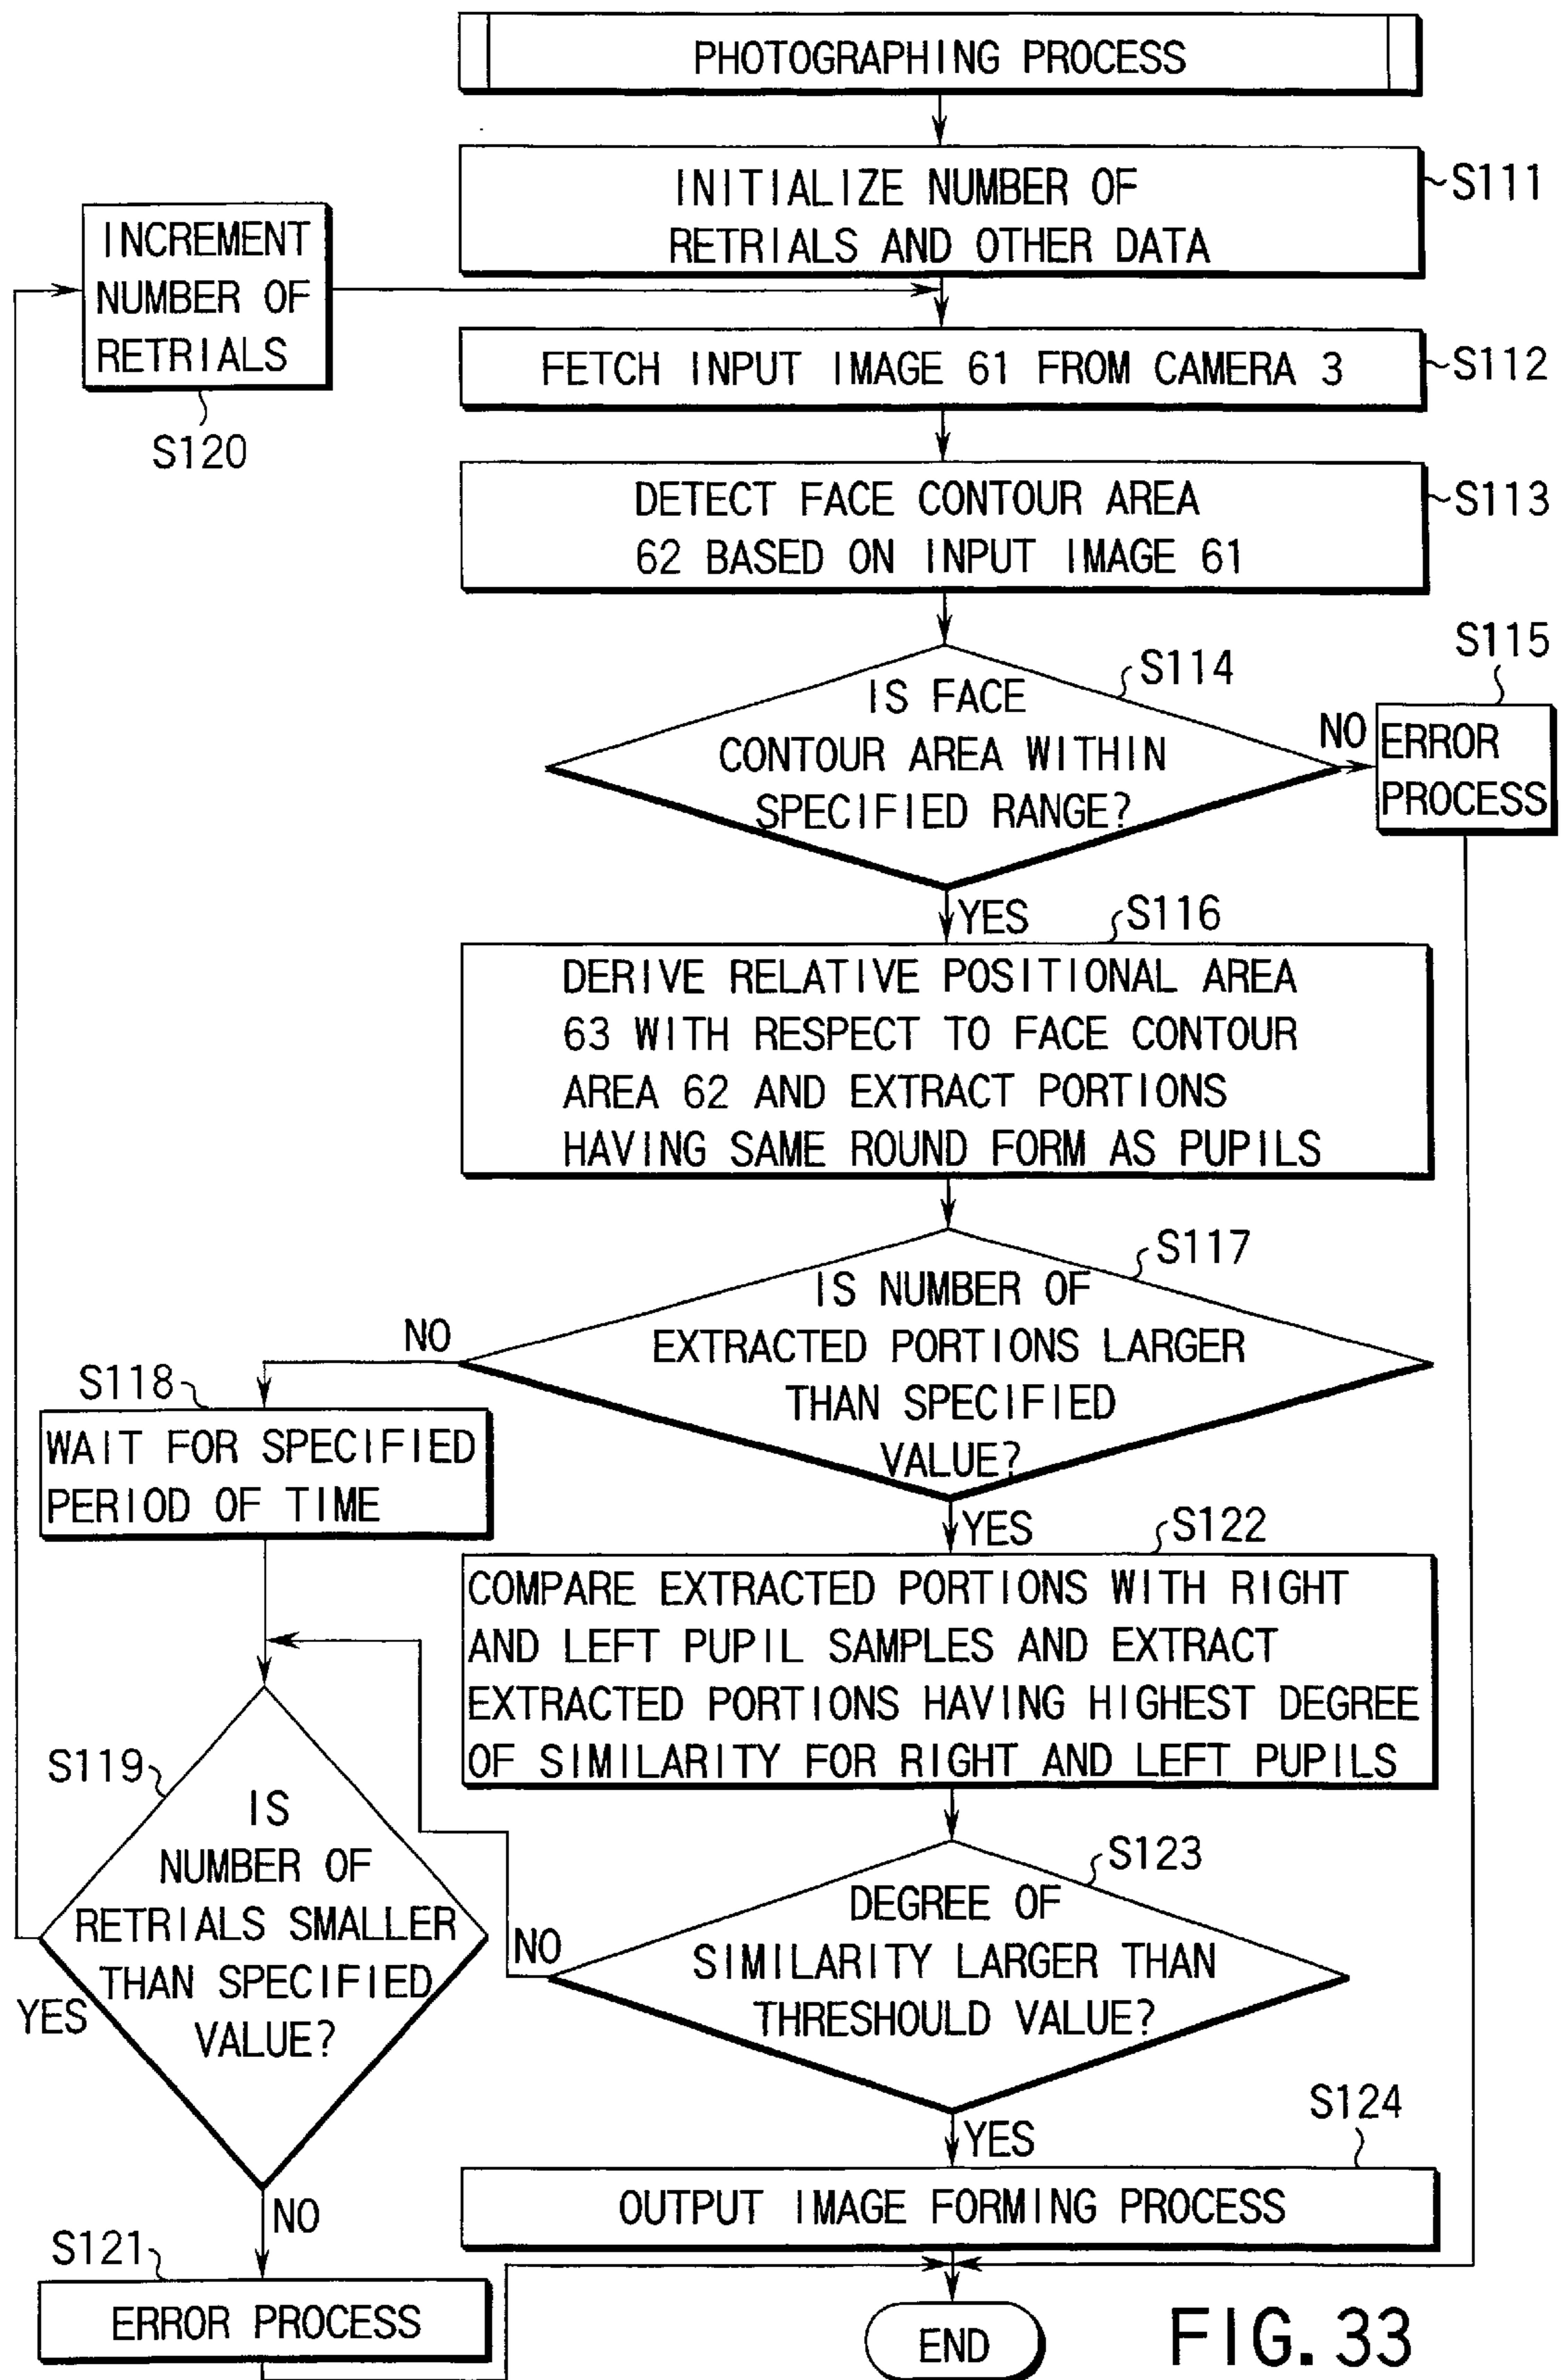 PHOTOGRAPHING PROCESS
INITIALIZE NUMBER OF
RETRIALS AND OTHER DATA
S111
INCREMENT
NUMBER OF
RETRIALS
S120
FETCH INPUT IMAGE 61 FROM CAMERA 3
S112
DETECT FACE CONTOUR AREA
62 BASED ON INPUT IMAGE 61
S113
IS FACE
CONTOUR AREA WITHIN
SPECIFIED RANGE?
S114
NO
S115
ERROR
PROCESS
YES
S116
DERIVE RELATIVE POSITIONAL AREA
63 WITH RESPECT TO FACE CONTOUR
AREA 62 AND EXTRACT PORTIONS
HAVING SAME ROUND FORM AS PUPILS
S117
IS NUMBER OF
EXTRACTED PORTIONS LARGER
THAN SPECIFIED
VALUE?
NO
S118
WAIT FOR SPECIFIED
PERIOD OF TIME
YES
S122
COMPARE EXTRACTED PORTIONS WITH RIGHT
AND LEFT PUPIL SAMPLES AND EXTRACT
EXTRACTED PORTIONS HAVING HIGHEST DEGREE
OF SIMILARITY FOR RIGHT AND LEFT PUPILS
S119
IS
NUMBER OF
RETRIALS SMALLER
THAN SPECIFIED
VALUE?
YES
NO
S123
DEGREE OF
SIMILARITY LARGER THAN
THRESHOULD VALUE?
NO
YES
S124
OUTPUT IMAGE FORMING PROCESS
S121
ERROR PROCESS
END
FIG. 33